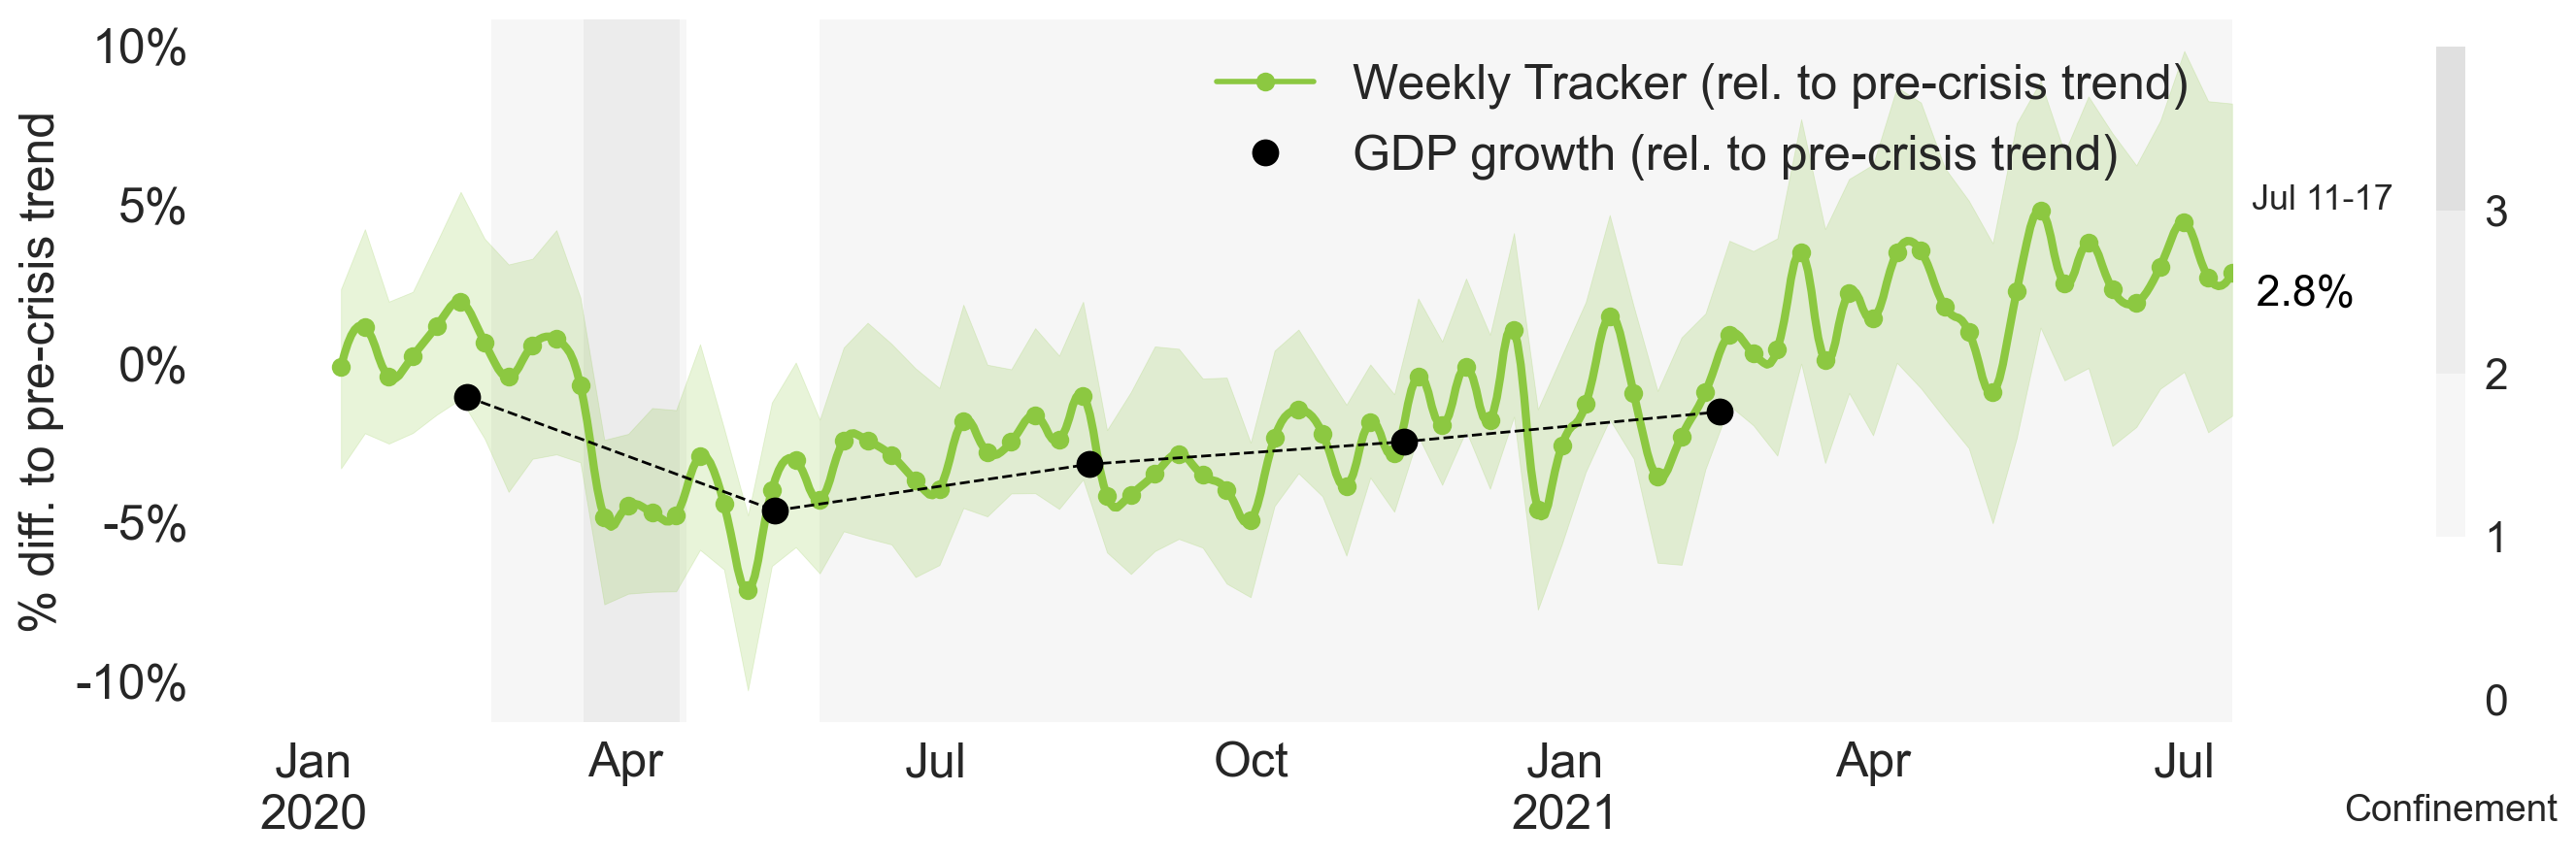 10%
5%
0%
-5%
-10%
% diff. to pre-crisis trend
Weekly Tracker (rel. to pre-crisis trend)
GDP growth (rel. to pre-crisis trend)
Jul 11-17
2.8%
3
2
1
0
Confinement
Jan
2020
Apr
Jul
Oct
Jan
2021
Apr
Jul